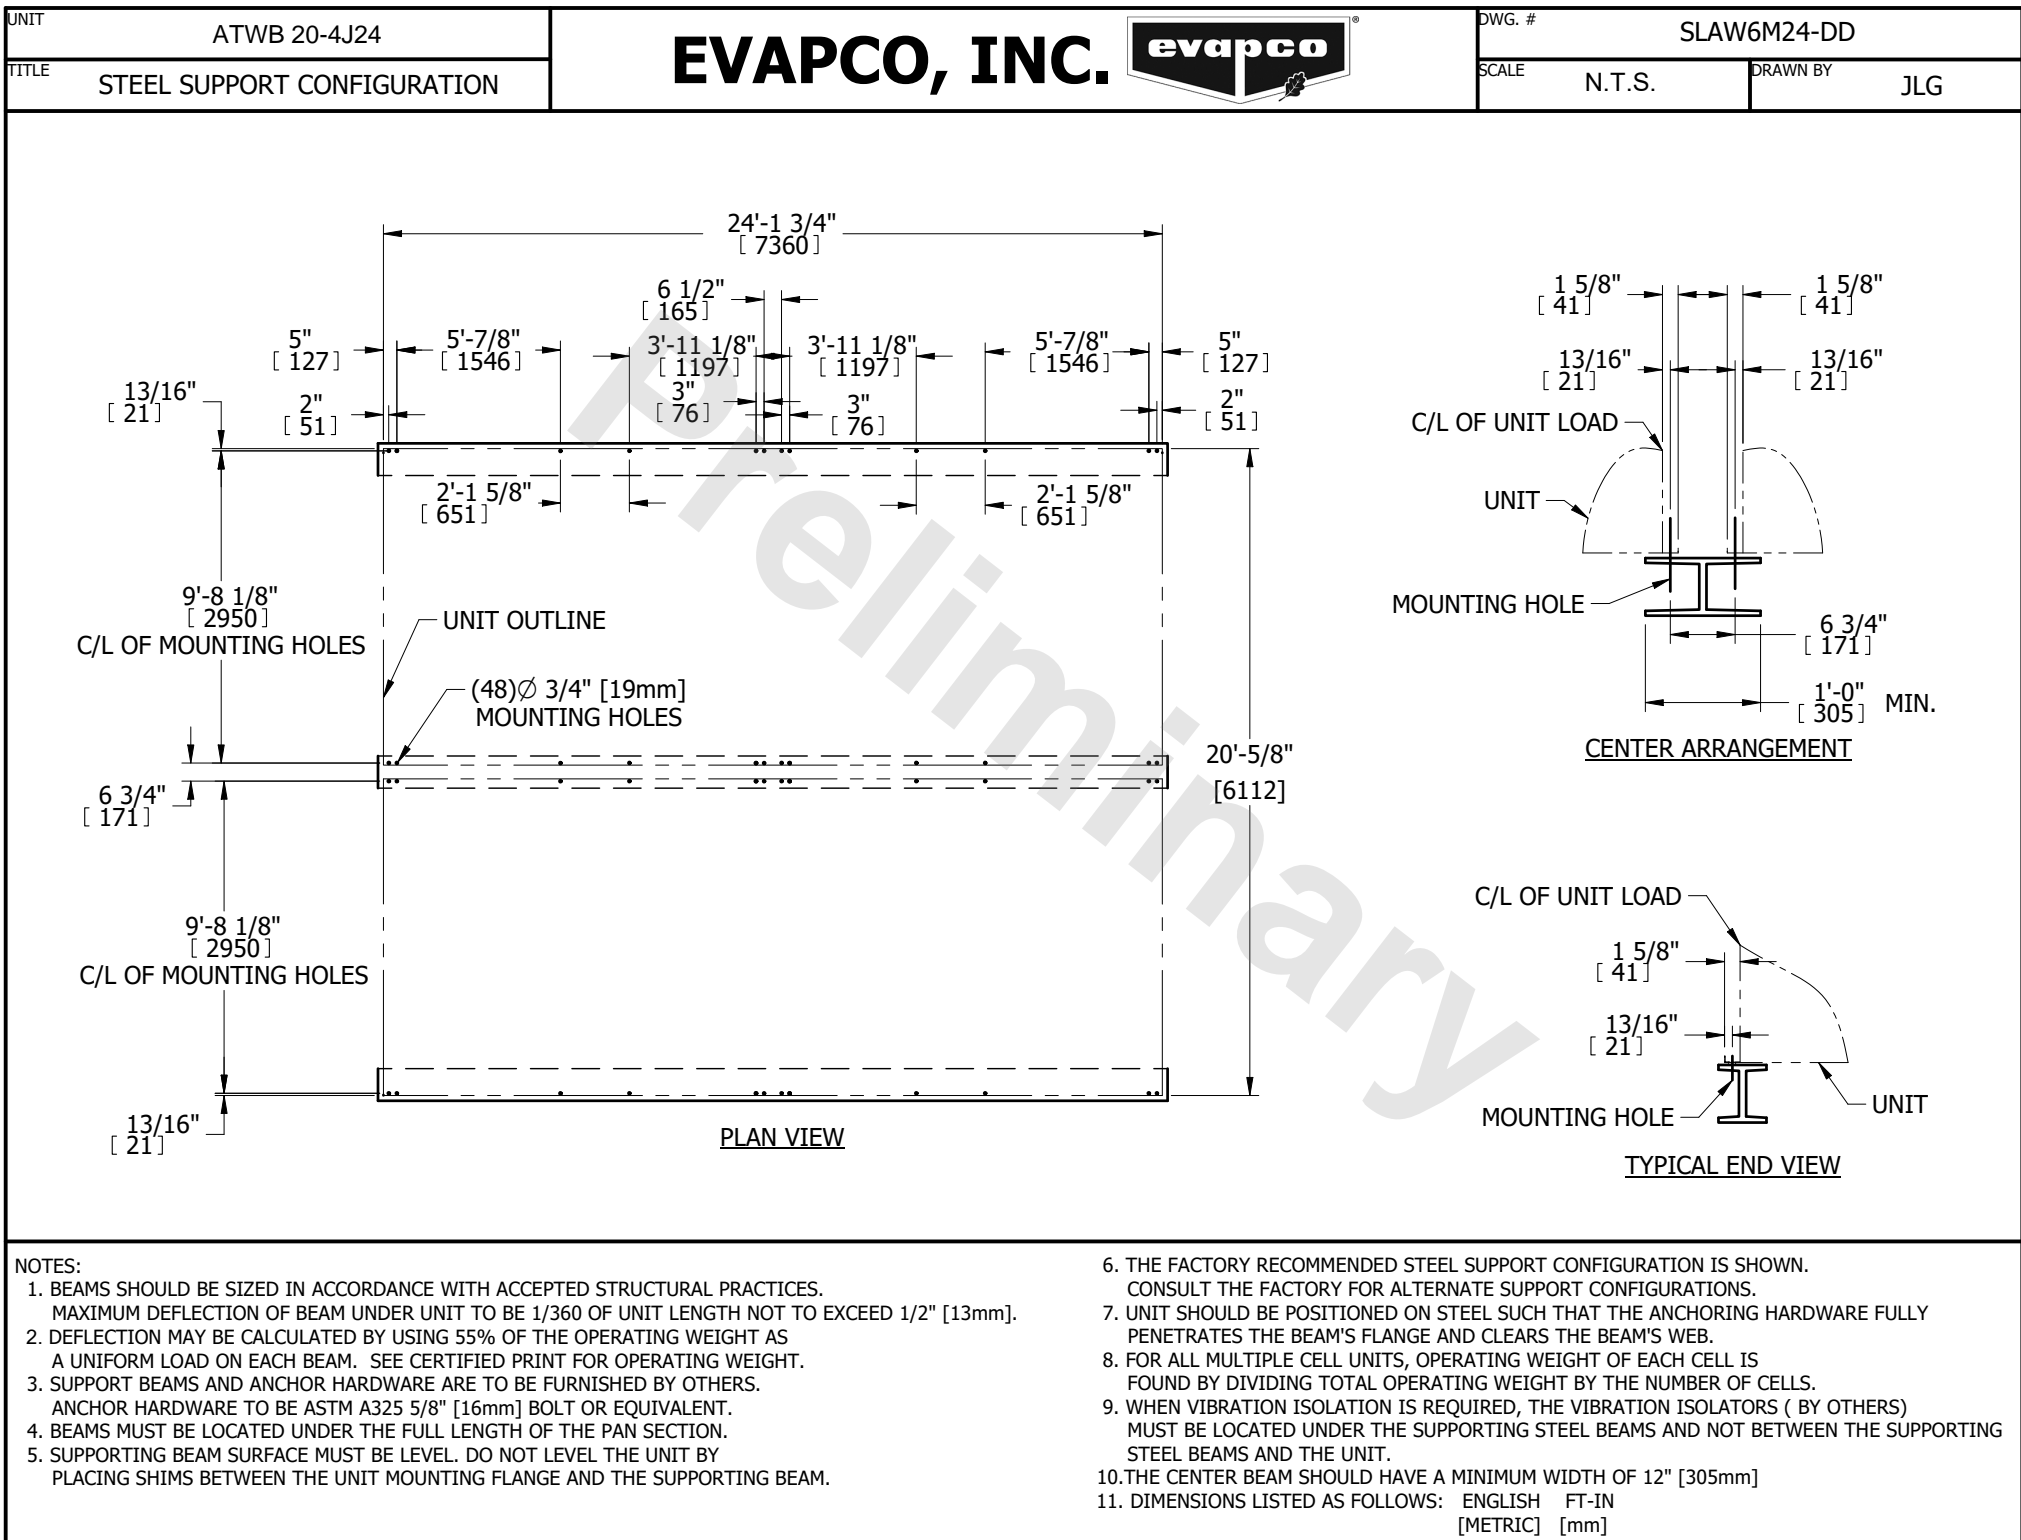 UNIT
ATWB 20-4J24
TITLE
STEEL SUPPORT CONFIGURATION
EVAPCO, INC.
evapco
®
DWG. #
SLAW6M24-DD
SCALE
N.T.S.
DRAWN BY
JLG
24'-1 3/4"
[ 7360 ]
6 1/2"
[ 165 ]
5"
[ 127 ]
5'-7/8"
[ 1546 ]
3'-11 1/8"
[ 1197 ]
3'-11 1/8"
[ 1197 ]
5'-7/8"
[ 1546 ]
5"
[ 127 ]
13/16"
[ 21 ]
2"
[ 51 ]
3"
[ 76 ]
3"
[ 76 ]
2"
[ 51 ]
2'-1 5/8"
[ 651 ]
2'-1 5/8"
[ 651 ]
9'-8 1/8"
[ 2950 ]
C/L OF MOUNTING HOLES
UNIT OUTLINE
(48)Ø 3/4" [19mm]
MOUNTING HOLES
6 3/4"
[ 171 ]
20'-5/8"
[6112]
9'-8 1/8"
[ 2950 ]
C/L OF MOUNTING HOLES
13/16"
[ 21 ]
PLAN VIEW
Preliminary
1 5/8"
[ 41 ]
1 5/8"
[ 41 ]
13/16"
[ 21 ]
13/16"
[ 21 ]
C/L OF UNIT LOAD
UNIT
MOUNTING HOLE
6 3/4"
[ 171 ]
1'-0"
[ 305 ] MIN.
CENTER ARRANGEMENT
C/L OF UNIT LOAD
1 5/8"
[ 41 ]
13/16"
[ 21 ]
MOUNTING HOLE
UNIT
TYPICAL END VIEW
NOTES:
1. BEAMS SHOULD BE SIZED IN ACCORDANCE WITH ACCEPTED STRUCTURAL PRACTICES.
MAXIMUM DEFLECTION OF BEAM UNDER UNIT TO BE 1/360 OF UNIT LENGTH NOT TO EXCEED 1/2" [13mm].
2. DEFLECTION MAY BE CALCULATED BY USING 55% OF THE OPERATING WEIGHT AS
A UNIFORM LOAD ON EACH BEAM. SEE CERTIFIED PRINT FOR OPERATING WEIGHT.
3. SUPPORT BEAMS AND ANCHOR HARDWARE ARE TO BE FURNISHED BY OTHERS.
ANCHOR HARDWARE TO BE ASTM A325 5/8" [16mm] BOLT OR EQUIVALENT.
4. BEAMS MUST BE LOCATED UNDER THE FULL LENGTH OF THE PAN SECTION.
5. SUPPORTING BEAM SURFACE MUST BE LEVEL. DO NOT LEVEL THE UNIT BY
PLACING SHIMS BETWEEN THE UNIT MOUNTING FLANGE AND THE SUPPORTING BEAM.
6. THE FACTORY RECOMMENDED STEEL SUPPORT CONFIGURATION IS SHOWN.
CONSULT THE FACTORY FOR ALTERNATE SUPPORT CONFIGURATIONS.
7. UNIT SHOULD BE POSITIONED ON STEEL SUCH THAT THE ANCHORING HARDWARE FULLY
PENETRATES THE BEAM'S FLANGE AND CLEARS THE BEAM'S WEB.
8. FOR ALL MULTIPLE CELL UNITS, OPERATING WEIGHT OF EACH CELL IS
FOUND BY DIVIDING TOTAL OPERATING WEIGHT BY THE NUMBER OF CELLS.
9. WHEN VIBRATION ISOLATION IS REQUIRED, THE VIBRATION ISOLATORS ( BY OTHERS)
MUST BE LOCATED UNDER THE SUPPORTING STEEL BEAMS AND NOT BETWEEN THE SUPPORTING
STEEL BEAMS AND THE UNIT.
10.THE CENTER BEAM SHOULD HAVE A MINIMUM WIDTH OF 12" [305mm]
11. DIMENSIONS LISTED AS FOLLOWS: ENGLISH FT-IN
[METRIC] [mm]